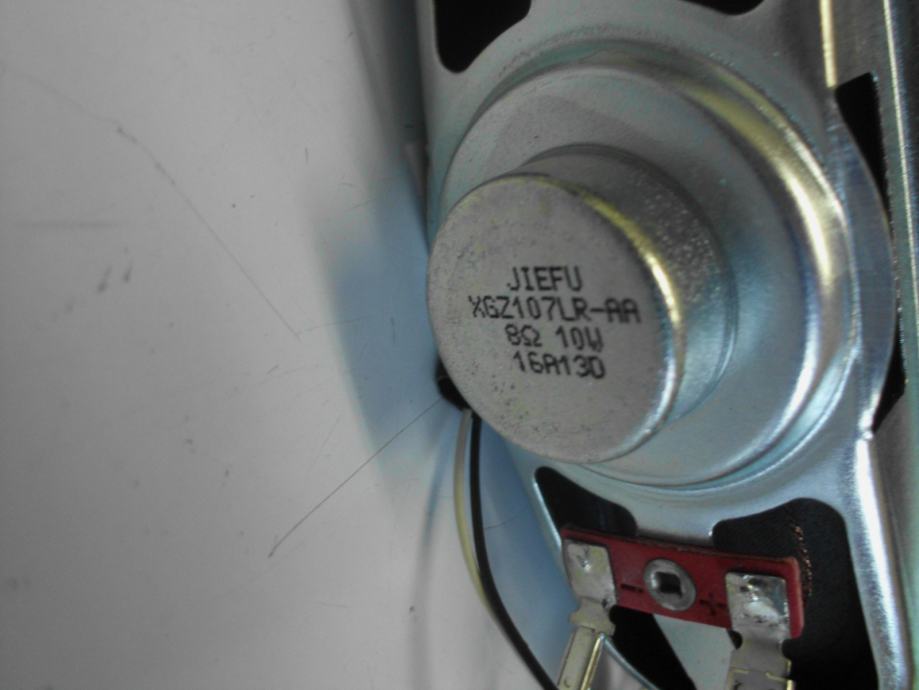 JIEFU
XGZ107LR-AA
8Ω 10W
16A13D
- +